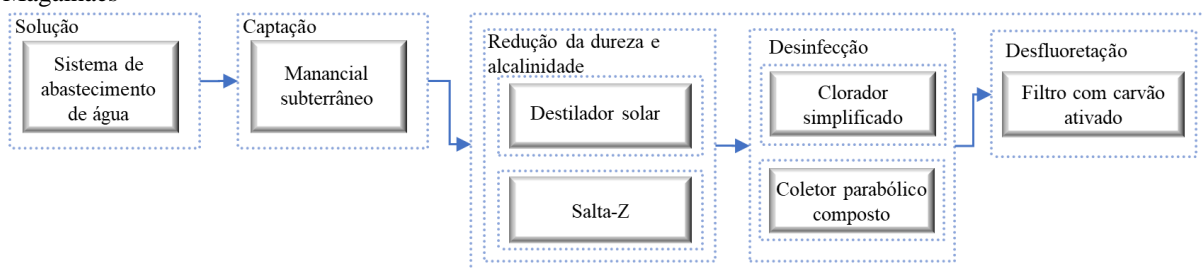 Magalhães
Solução
Sistema de
abastecimento
de água
Captação
Manancial
subterrâneo
Redução da dureza e
alcalinidade
Destilador solar
Salta-Z
Desinfecção
Clorador
simplificado
Coletor parabólico
composto
Desfluoretação
Filtro com carvão
ativado